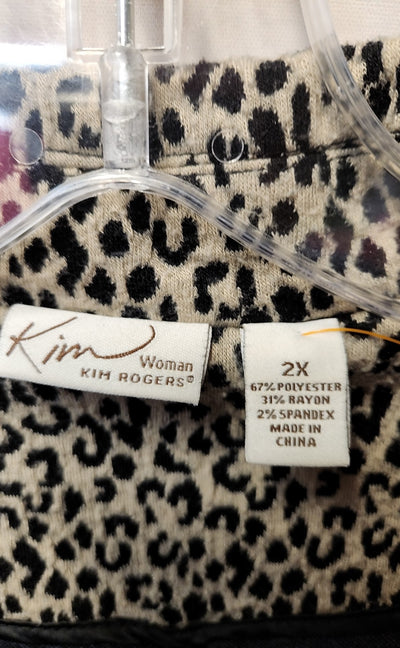 Kim
Woman
KIM ROGERS®
2X
67% POLYESTER
31% RAYON
2% SPANDEX
MADE IN
CHINA